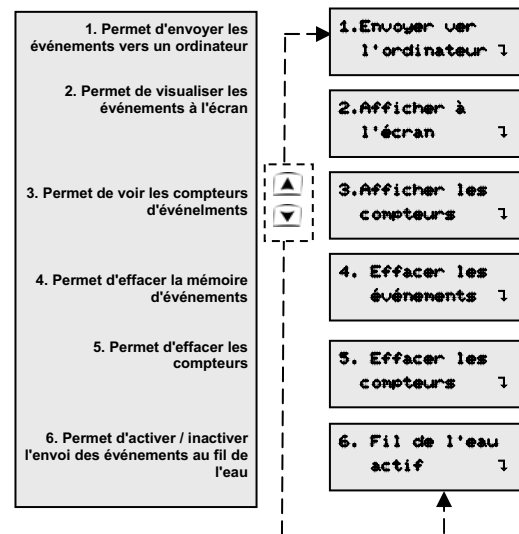 1. Permet d'envoyer les
événements vers un ordinateur
2. Permet de visualiser les
événements à l'écran
3. Permet de voir les compteurs
d'événelments
4. Permet d'effacer la mémoire
d'événements
5. Permet d'effacer les
compteurs
6. Permet d'activer / inactiver
l'envoi des événements au fil de
l'eau
1.Envoyer ver
l'ordinateur ↴
2.Afficher à
l'écran ↴
3.Afficher les
compteurs ↴
4. Effacer les
événements ↴
5. Effacer les
compteurs ↴
6. Fil de l'eau
actif ↴